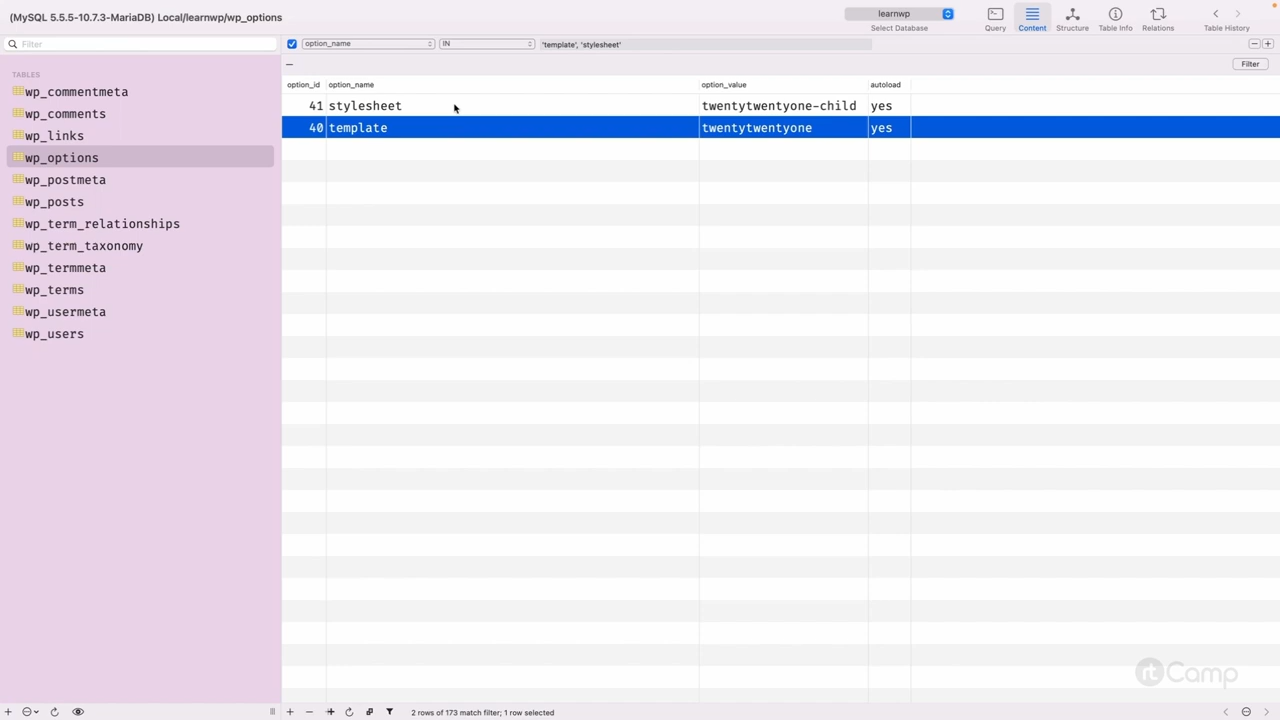 (MySQL 5.5.5-10.7.3-MariaDB) Local/learnwp/wp_options
learnwp
Select Database
Query
Content
Structure
Table Info
Relations
Table History
Filter
option_name
IN
'template', 'stylesheet'
Filter
TABLES
wp_commentmeta
wp_comments
wp_links
wp_options
wp_postmeta
wp_posts
wp_term_relationships
wp_term_taxonomy
wp_termmeta
wp_terms
wp_usermeta
wp_users
option_id option_name option_value autoload
41 stylesheet twentytwentyone-child yes
40 template twentytwentyone yes
rtCamp
2 rows of 173 match filter; 1 row selected